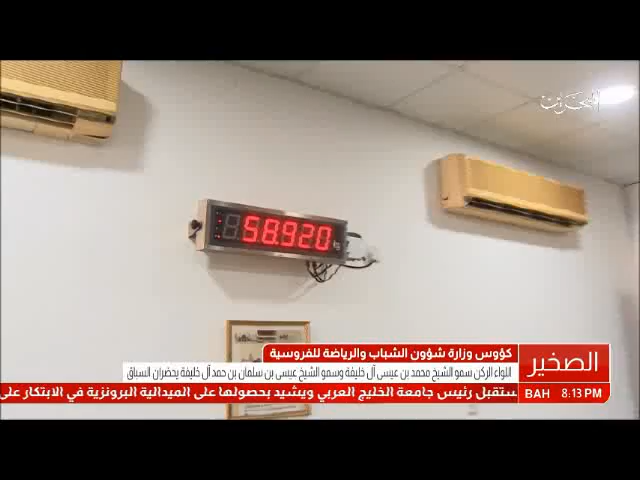 البحرين
58.920
كؤوس وزارة شؤون الشباب والرياضة للفروسية
الصخير
اللواء الركن سمو الشيخ محمد بن عيسى آل خليفة وسمو الشيخ عيسى بن سلمان بن حمد آل خليفة يحضران السباق
ستقبل رئيس جامعة الخليج العربي ويشيد بحصولها على الميدالية البرونزية في الابتكار على
BAH 8:13 PM